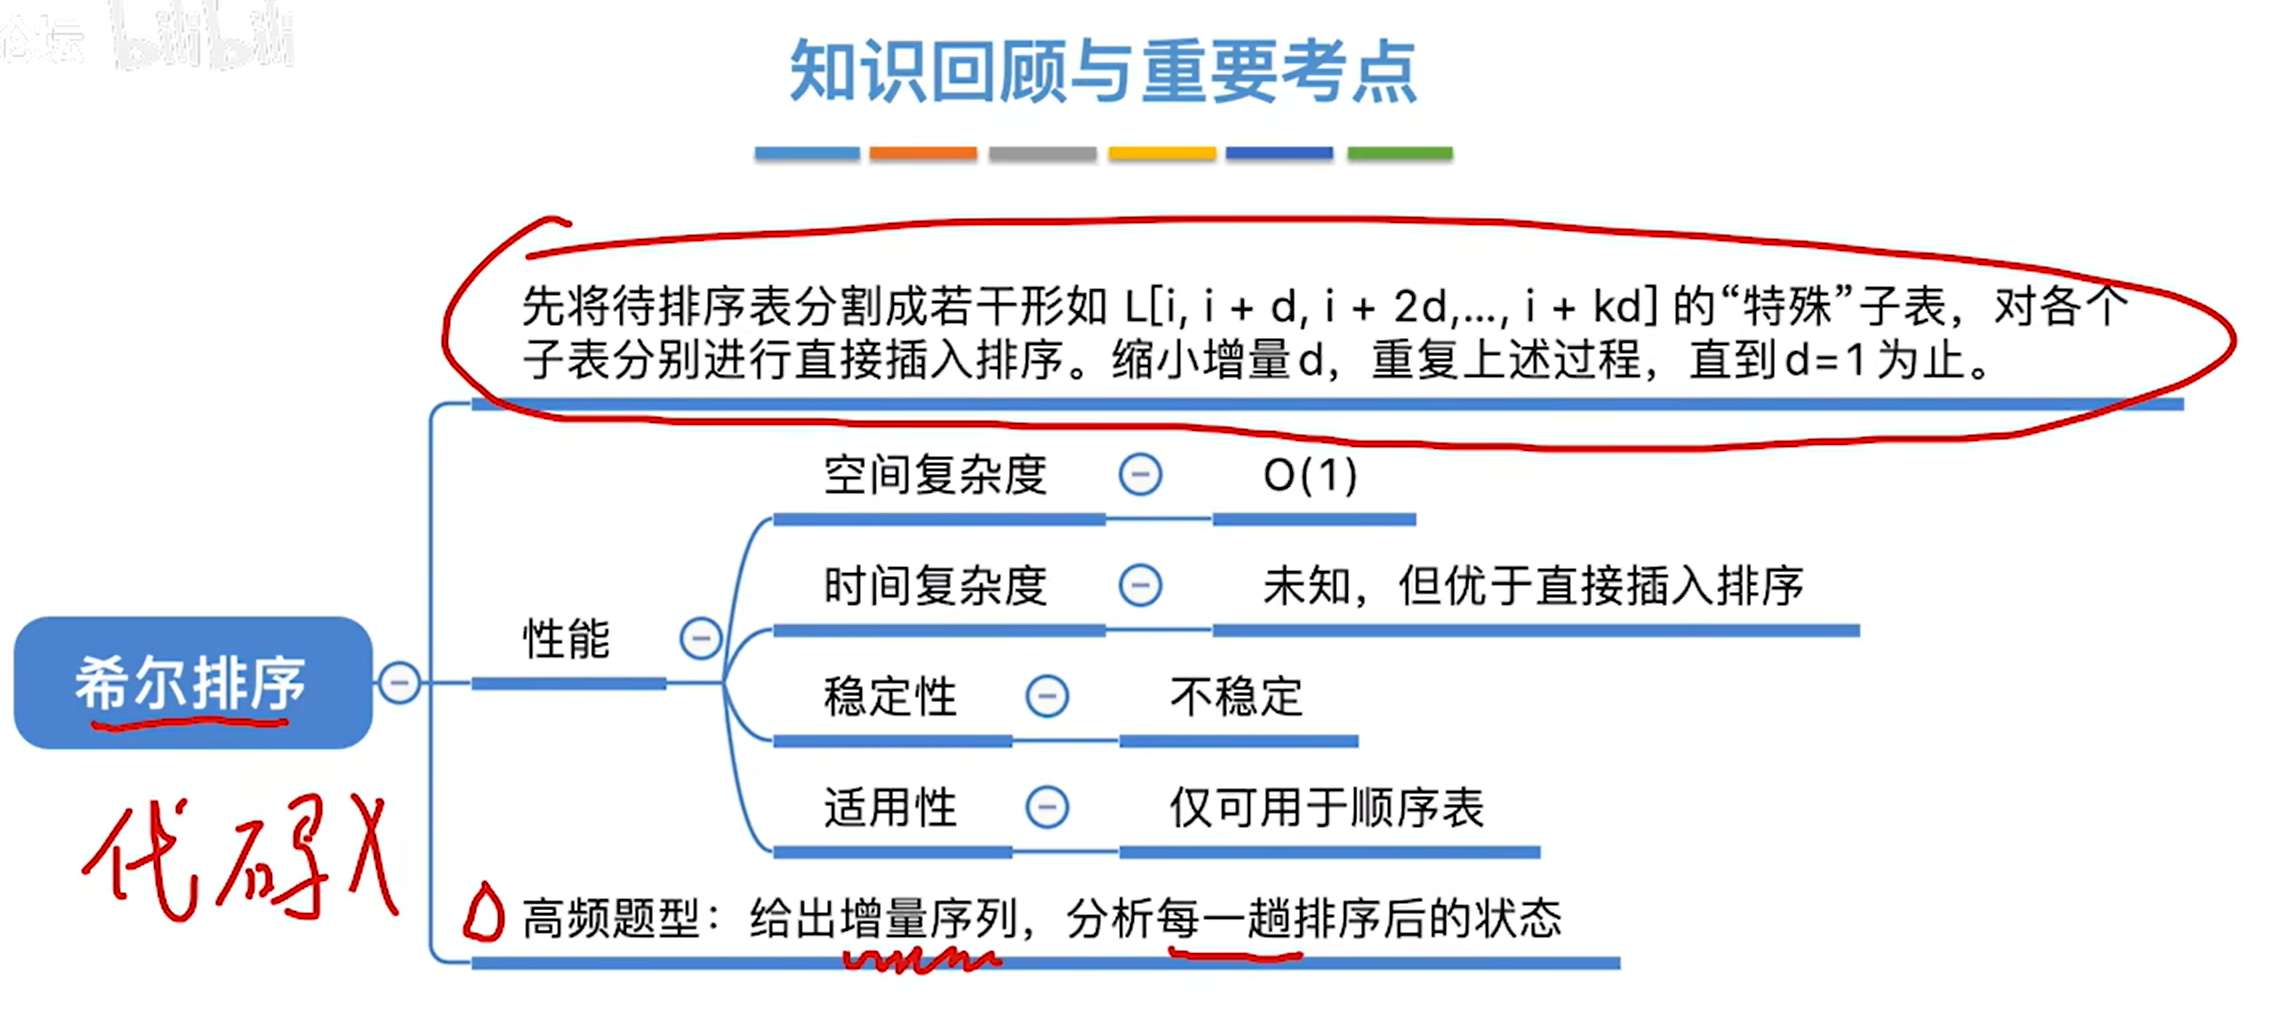 论坛 bilibili
知识回顾与重要考点
先将待排序表分割成若干形如 L[i, i + d, i + 2d,..., i + kd] 的“特殊”子表，对各个
子表分别进行直接插入排序。缩小增量d，重复上述过程，直到d=1为止。
空间复杂度 O(1)
时间复杂度 未知，但优于直接插入排序
性能
希尔排序
稳定性 不稳定
适用性 仅可用于顺序表
代码X
高频题型：给出增量序列，分析每一趟排序后的状态